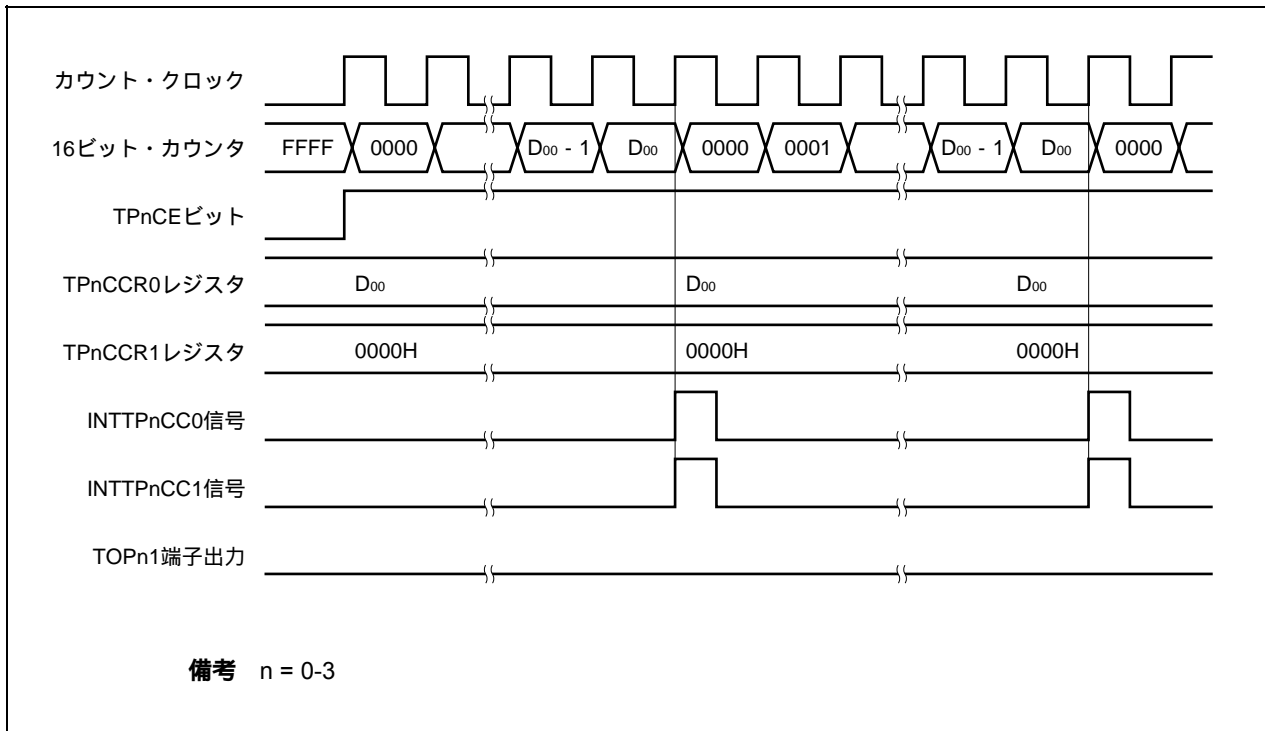 カウント・クロック
16ビット・カウンタ FFFF 0000 D00 - 1 D00 0000 0001 D00 - 1 D00 0000
TPnCEビット
TPnCCR0レジスタ D00 D00 D00
TPnCCR1レジスタ 0000H 0000H 0000H
INTTPnCC0信号
INTTPnCC1信号
TOPn1端子出力
備考 n = 0-3